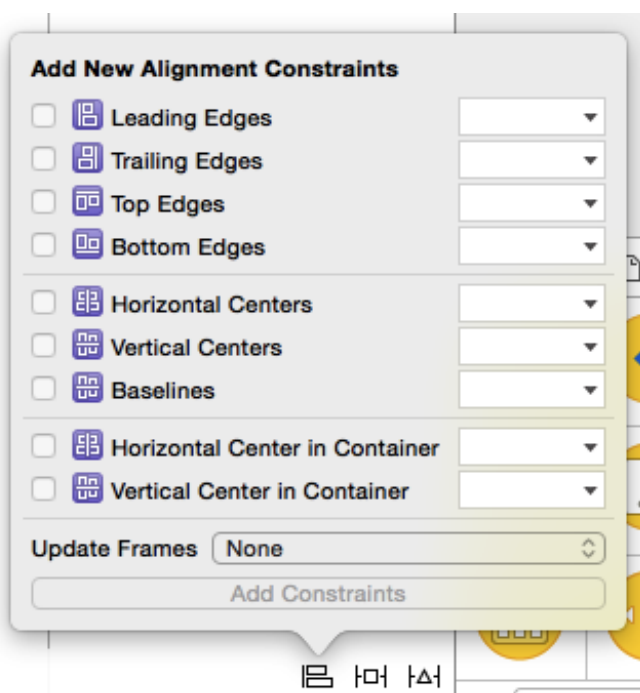 Add New Alignment Constraints
Leading Edges
Trailing Edges
Top Edges
Bottom Edges
Horizontal Centers
Vertical Centers
Baselines
Horizontal Center in Container
Vertical Center in Container
Update Frames None
Add Constraints